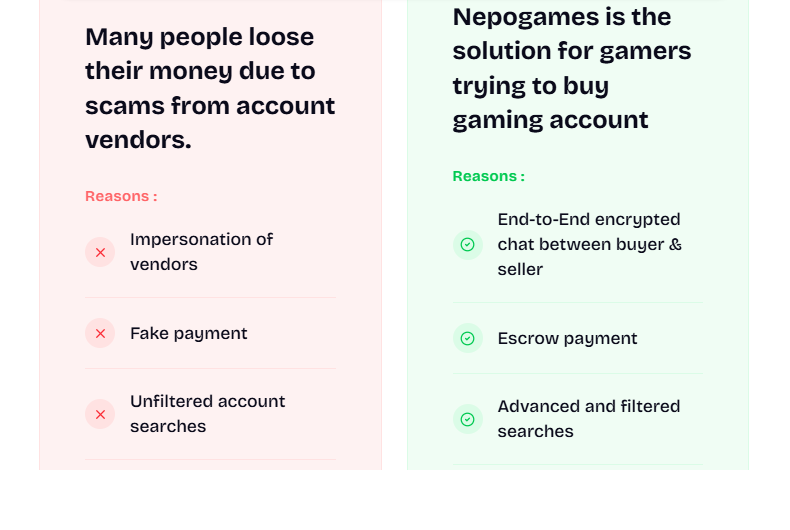 Many people loose
their money due to
scams from account
vendors.
Reasons :
Impersonation of
vendors
Fake payment
Unfiltered account
searches
Nepogames is the
solution for gamers
trying to buy
gaming account
Reasons :
End-to-End encrypted
chat between buyer &
seller
Escrow payment
Advanced and filtered
searches